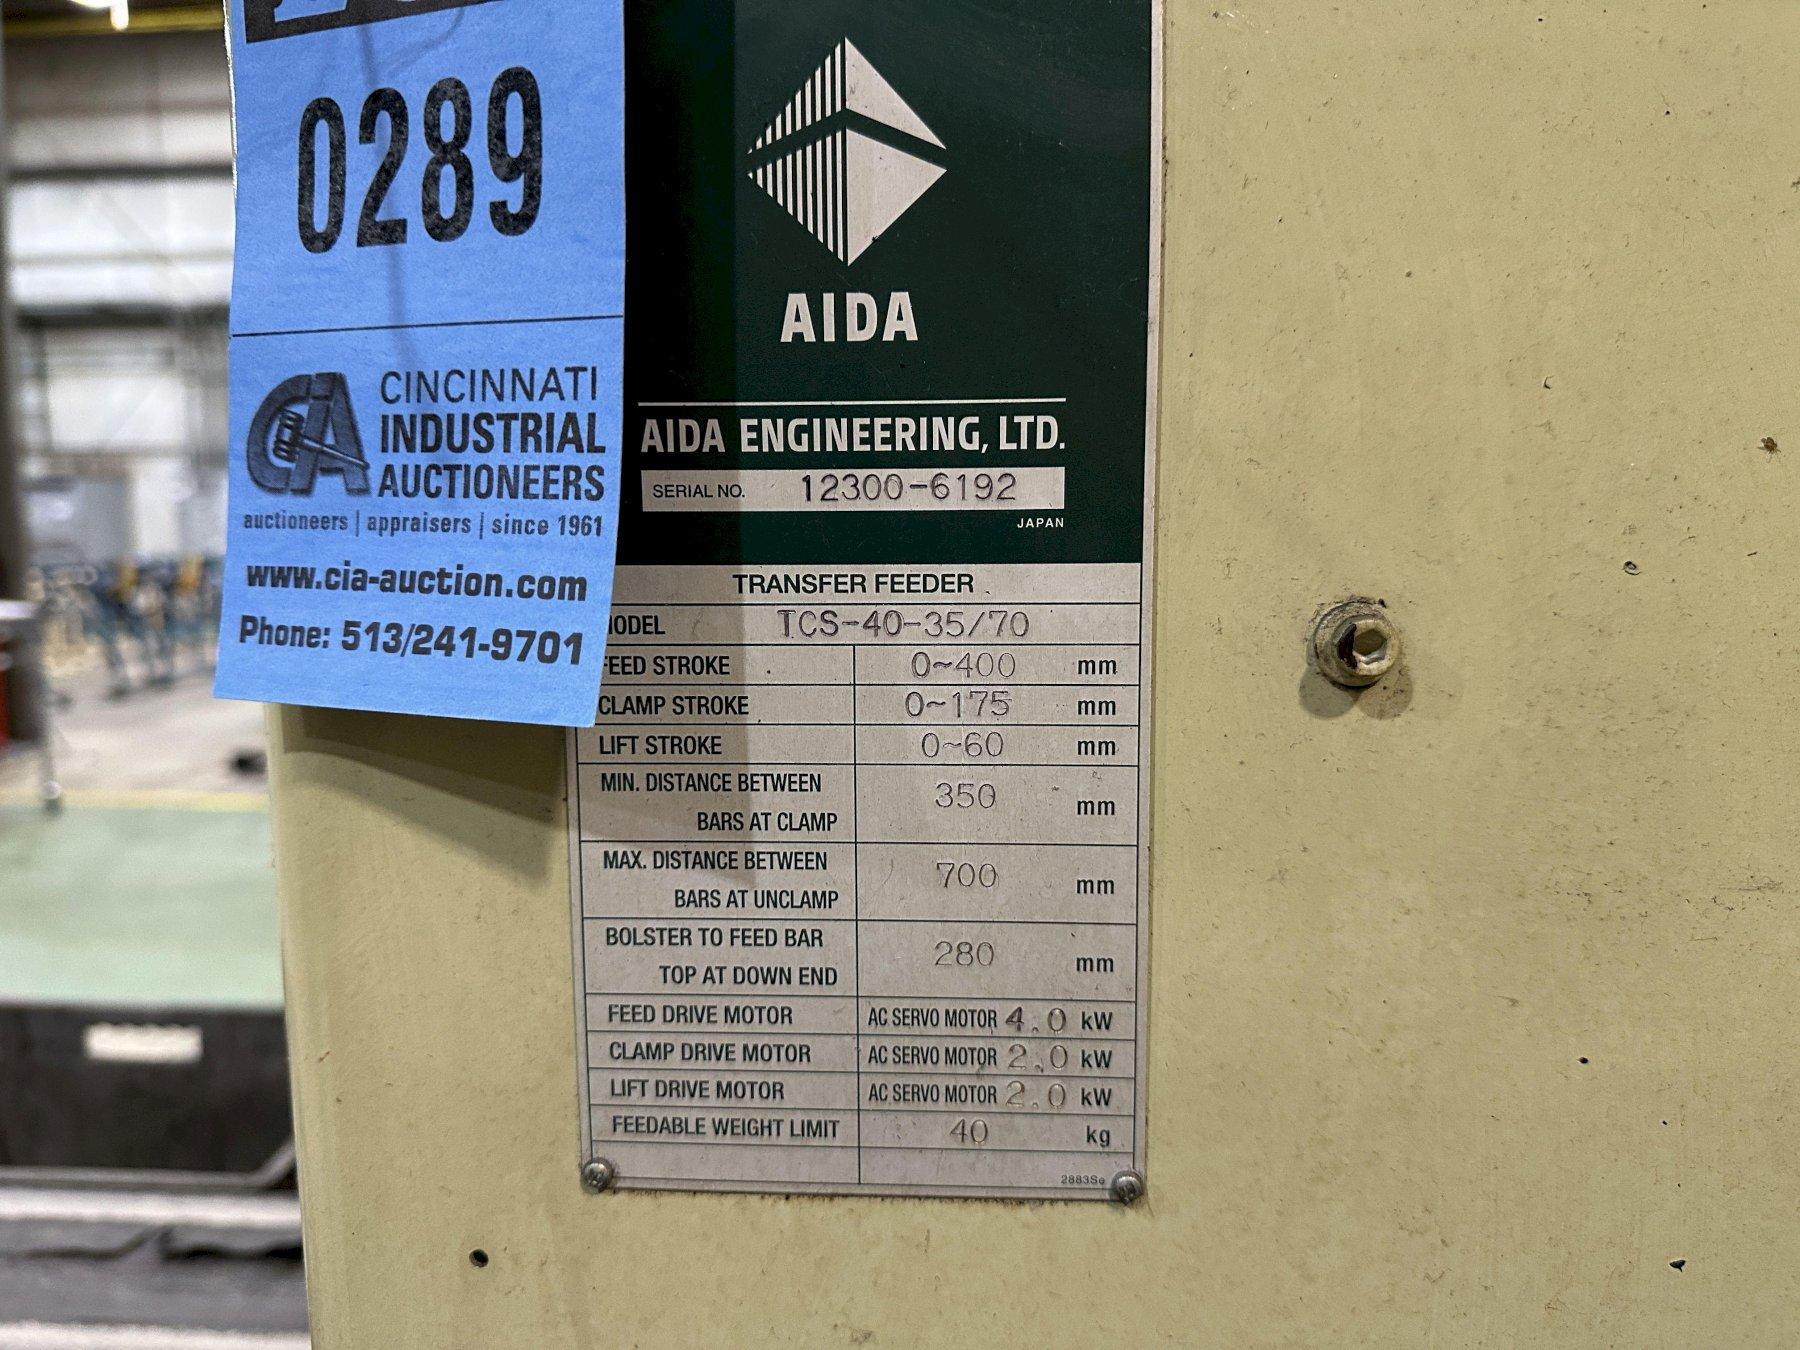 0289
CINCINNATI
INDUSTRIAL
AUCTIONEERS
auctioneers | appraisers | since 1961
www.cia-auction.com
Phone: 513/241-9701
AIDA
AIDA ENGINEERING, LTD.
SERIAL NO. 12300-6192
JAPAN
TRANSFER FEEDER
MODEL TCS-40-35/70
FEED STROKE 0~400 mm
CLAMP STROKE 0~175 mm
LIFT STROKE 0~60 mm
MIN. DISTANCE BETWEEN
BARS AT CLAMP 350 mm
MAX. DISTANCE BETWEEN
BARS AT UNCLAMP 700 mm
BOLSTER TO FEED BAR
TOP AT DOWN END 280 mm
FEED DRIVE MOTOR AC SERVO MOTOR 4.0 kW
CLAMP DRIVE MOTOR AC SERVO MOTOR 2.0 kW
LIFT DRIVE MOTOR AC SERVO MOTOR 2.0 kW
FEEDABLE WEIGHT LIMIT 40 kg
2883Se